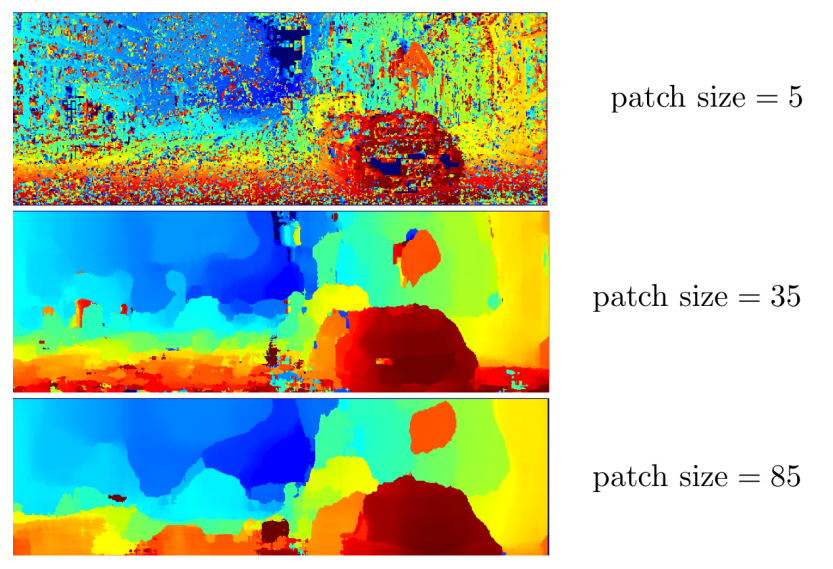 patch size = 5
patch size = 35
patch size = 85